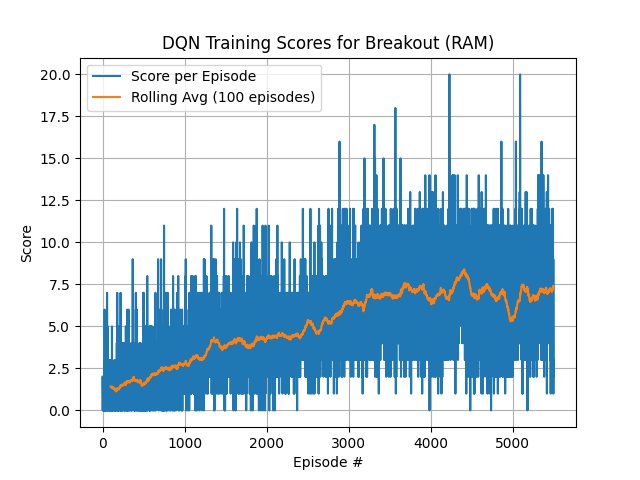 DQN Training Scores for Breakout (RAM)
Score per Episode
Rolling Avg (100 episodes)
20.0
17.5
15.0
12.5
10.0
7.5
5.0
2.5
0.0
Score
0 1000 2000 3000 4000 5000
Episode #